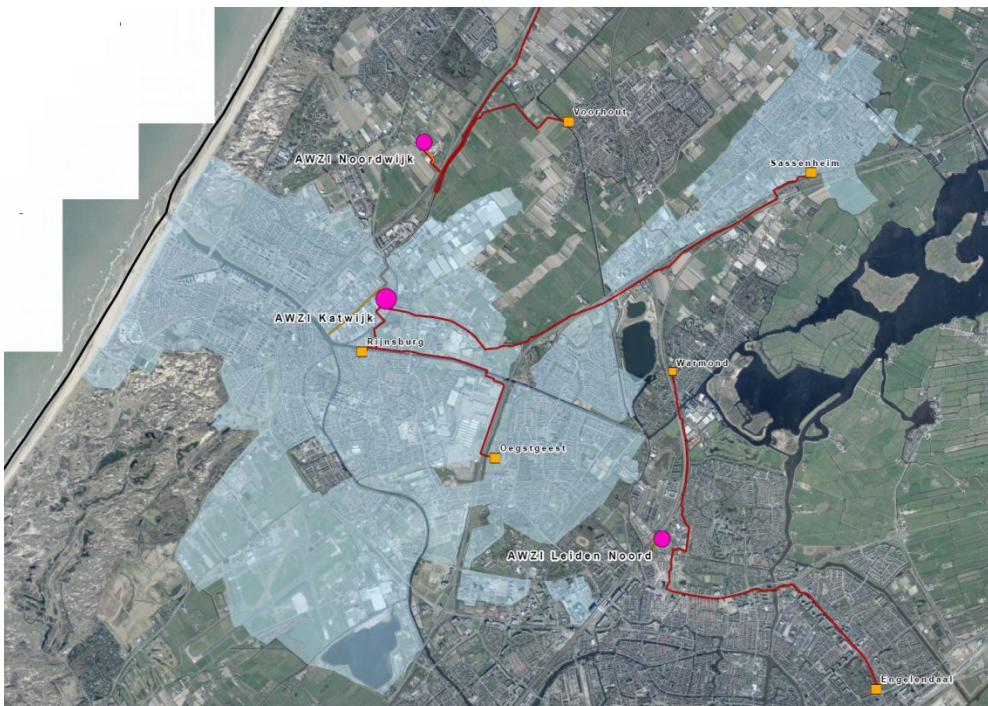 Voorhout
AWZI Noordwijk
Sassenheim
AWZI Katwijk
Rijnsburg
Warmond
Oegstgeest
AWZI Leiden Noord
Engelendaal